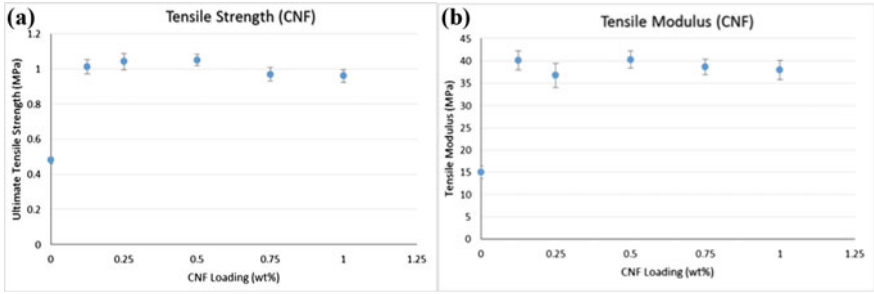 (a)
Tensile Strength (CNF)
Ultimate Tensile Strength (MPa)
1.2
1
0.8
0.6
0.4
0.2
0
0 0.25 0.5 0.75 1 1.25
CNF Loading (wt%)
(b)
Tensile Modulus (CNF)
Tensile Modulus (MPa)
45
40
35
30
25
20
15
10
5
0
0 0.25 0.5 0.75 1 1.25
CNF Loading (wt%)